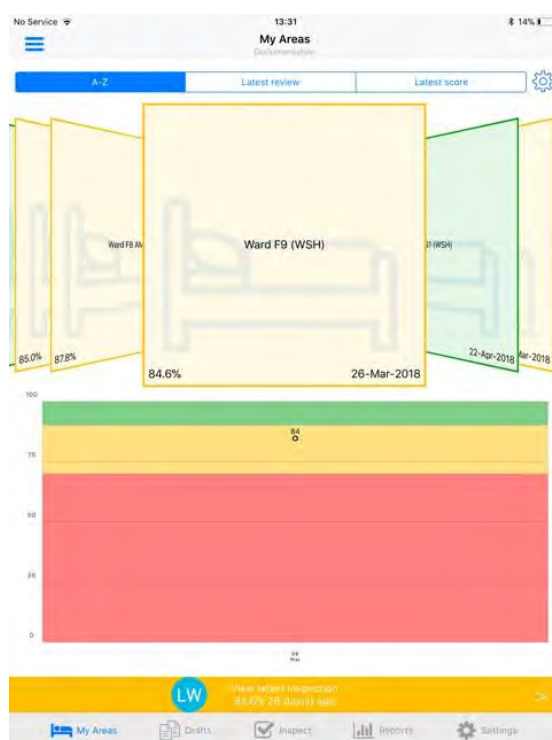 No Service 13:31 14%
My Areas
Documentation
A-Z Latest review Latest score
Ward F8
Ward F9 (WSH)
(WSH)
85.0% 87.8% 22-Apr-2018 Mar-2018
84.6% 26-Mar-2018
100
84
75
50
25
0
Mar
LW View latest inspection
84.6% 28 day(s) ago
My Areas Drafts Inspect Reports Settings